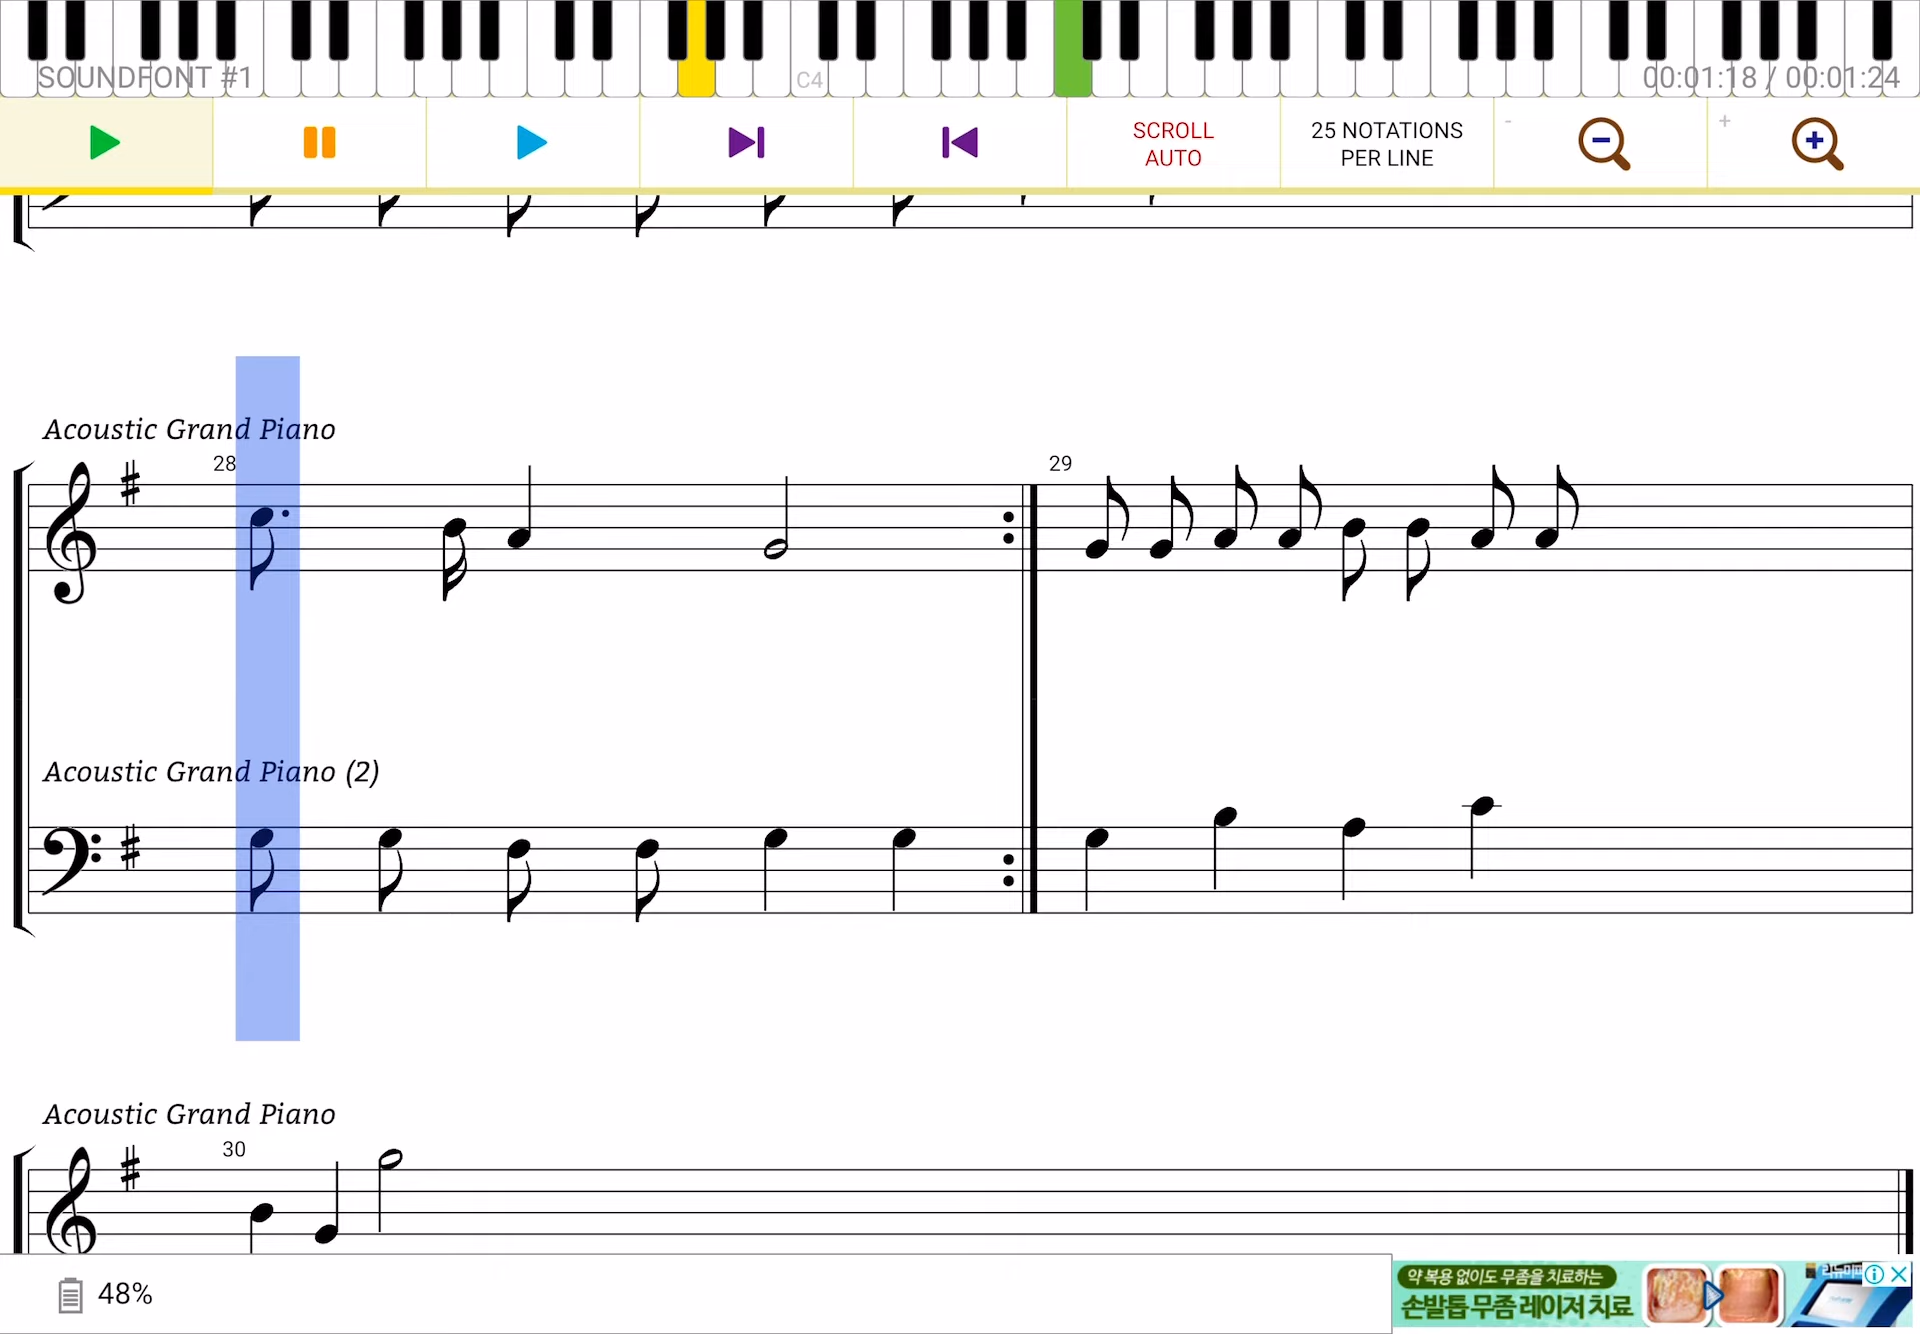 SOUNDFONT #1
C4
00:01:18 / 00:01:24
SCROLL
AUTO
25 NOTATIONS
PER LINE
-
+
Acoustic Grand Piano
28
29
Acoustic Grand Piano (2)
Acoustic Grand Piano
30
48%
약 복용 없이도 무좀을 치료하는
손발톱무좀 레이저 치료